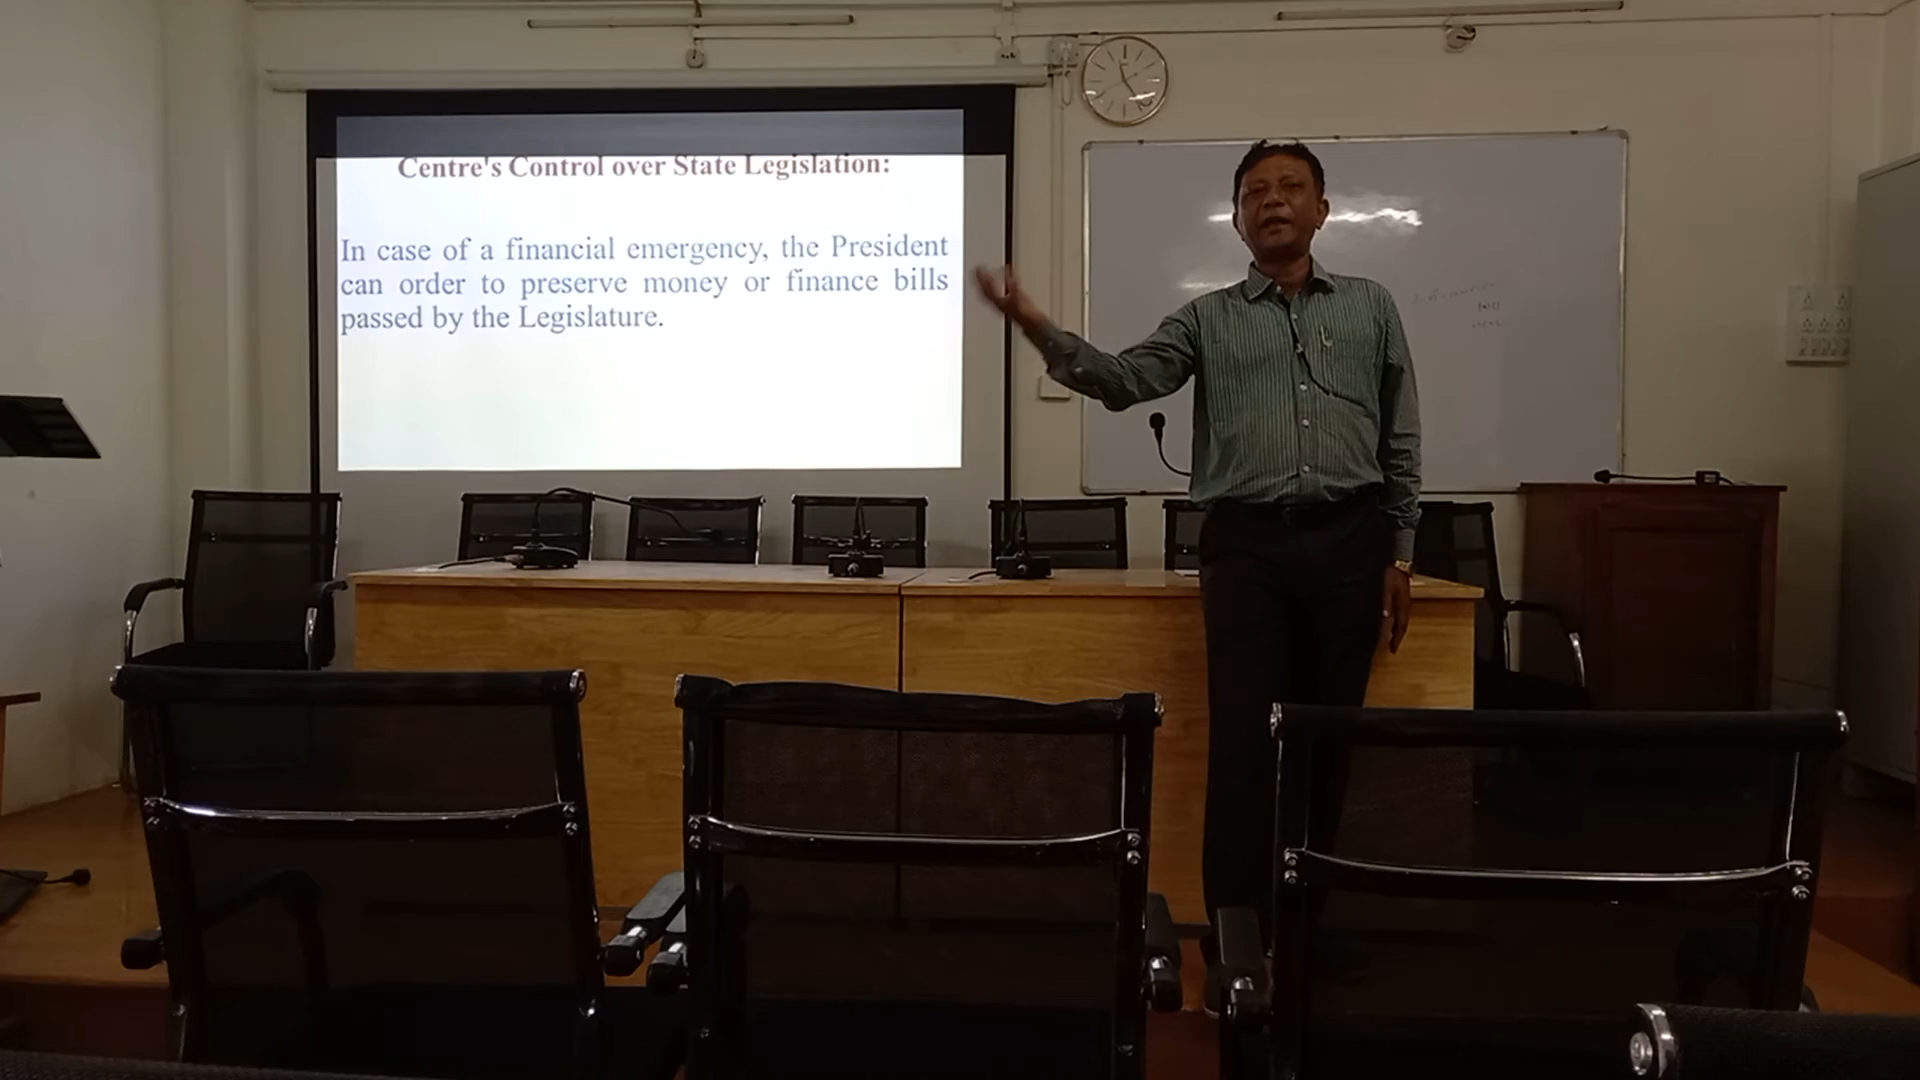 Centre's Control over State Legislation:
In case of a financial emergency, the President
can order to preserve money or finance bills
passed by the Legislature.